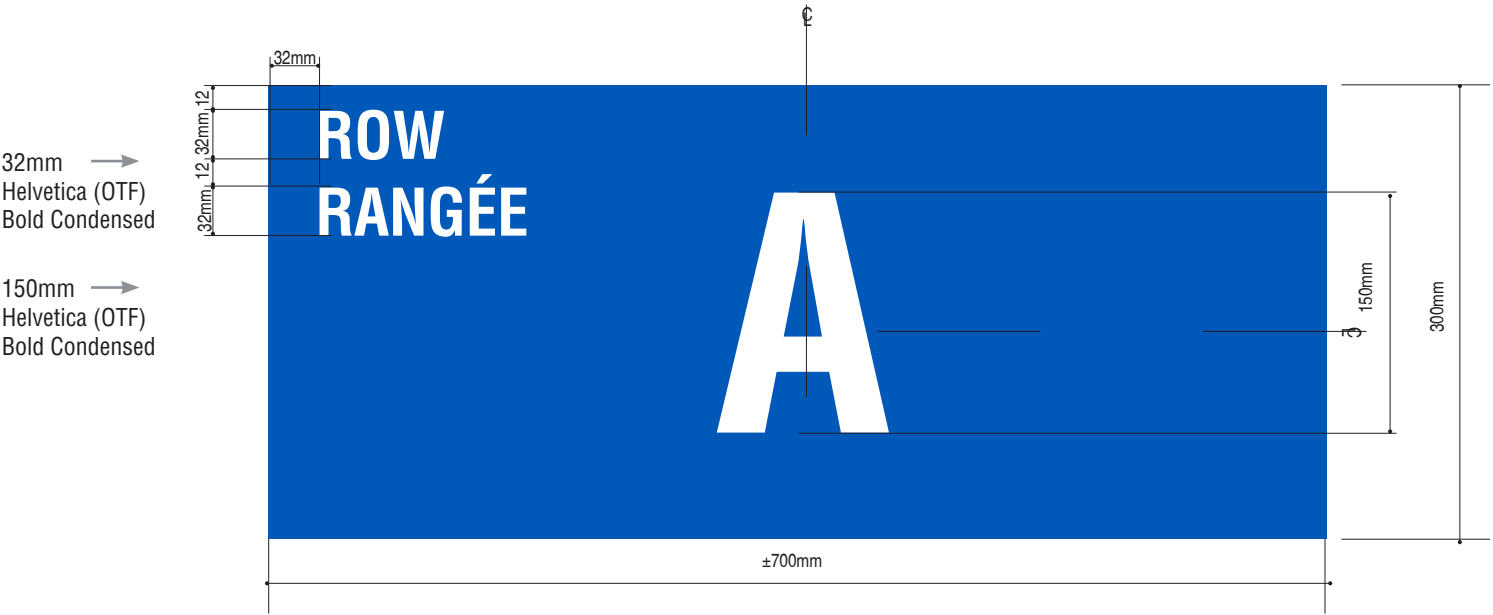 ℄
32mm
12
32mm
12
32mm
ROW
RANGÉE
32mm
Helvetica (OTF)
Bold Condensed
150mm
Helvetica (OTF)
Bold Condensed
A
℄
150mm
300mm
±700mm